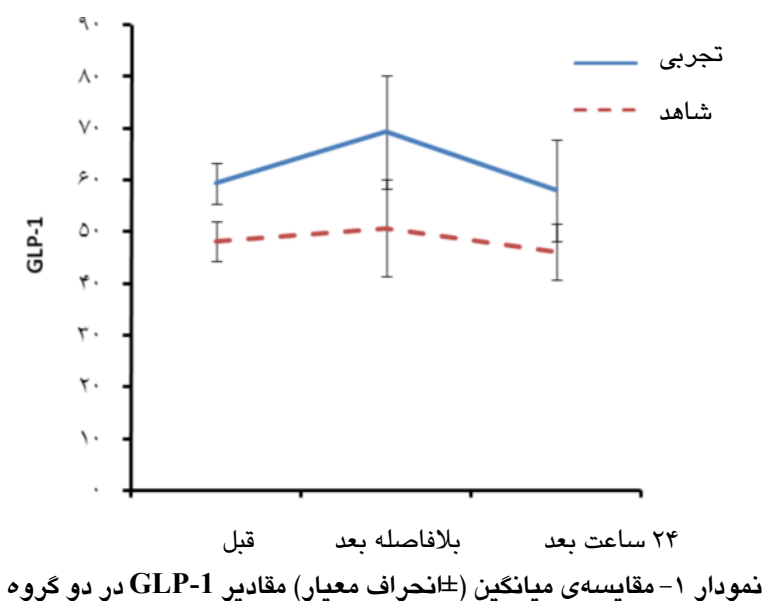 ۹۰
۸۰
۷۰
۶۰
۵۰
۴۰
۳۰
۲۰
۱۰
۰
GLP-1
تجربی
شاهد
قبل
بلافاصله بعد
۲۴ ساعت بعد
نمودار ۱- مقایسه‌ی میانگین (±انحراف معیار) مقادیر GLP-1 در دو گروه